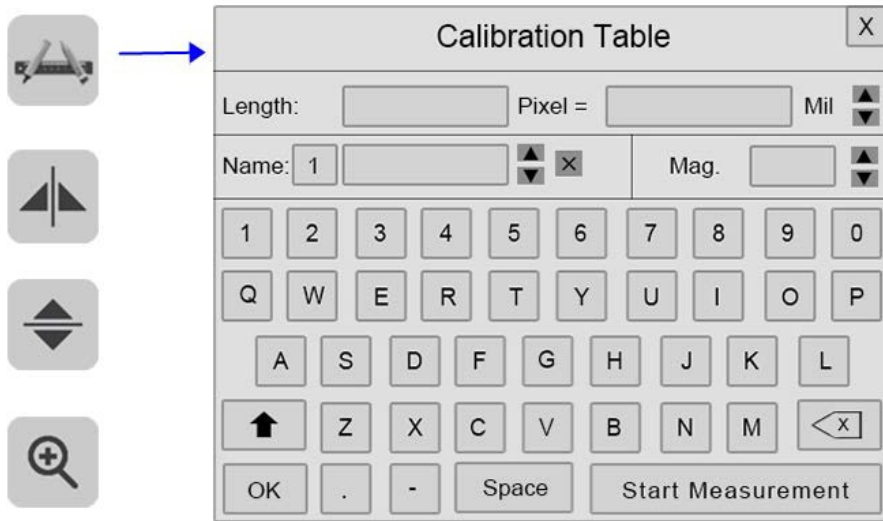 Calibration Table X
Length: Pixel = Mil
Name: 1 X Mag.
1 2 3 4 5 6 7 8 9 0
Q W E R T Y U I O P
A S D F G H J K L
Z X C V B N M X
OK . - Space Start Measurement